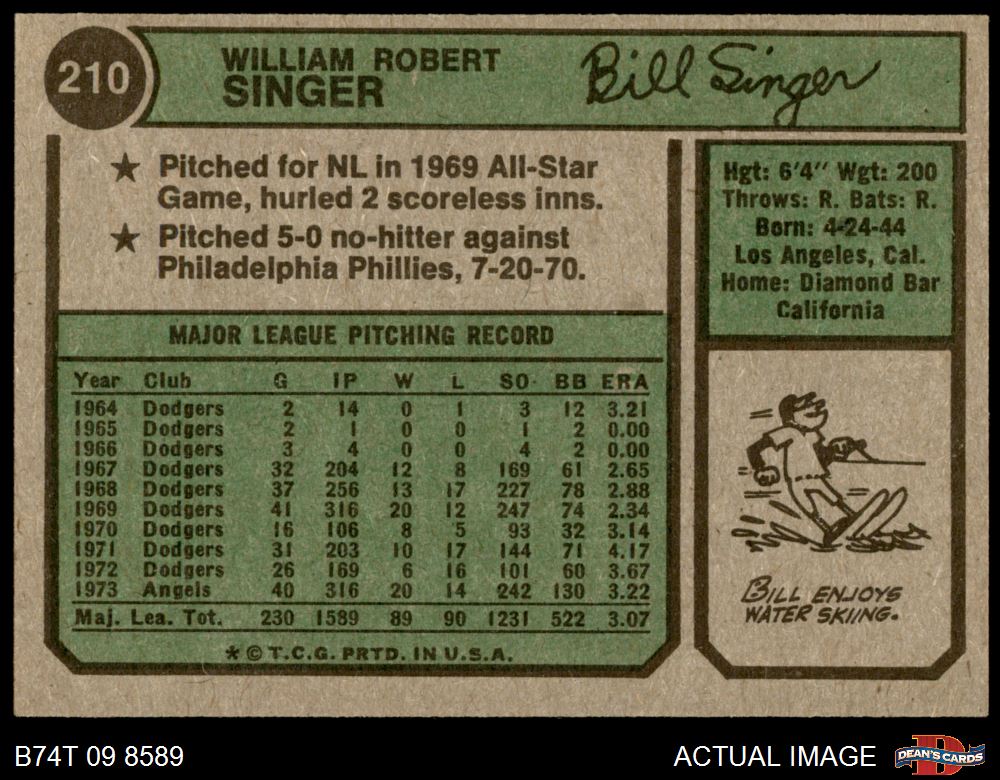 210
WILLIAM ROBERT
SINGER
Bill Singer
★ Pitched for NL in 1969 All-Star
Game, hurled 2 scoreless inns.
★ Pitched 5-0 no-hitter against
Philadelphia Phillies, 7-20-70.
Hgt: 6'4" Wgt: 200
Throws: R. Bats: R.
Born: 4-24-44
Los Angeles, Cal.
Home: Diamond Bar
California
MAJOR LEAGUE PITCHING RECORD
Year Club G IP W L SO BB ERA
1964 Dodgers 2 14 0 1 3 12 3.21
1965 Dodgers 2 1 0 0 1 2 0.00
1966 Dodgers 3 4 0 0 4 2 0.00
1967 Dodgers 32 204 12 8 169 61 2.65
1968 Dodgers 37 256 13 17 227 78 2.88
1969 Dodgers 41 316 20 12 247 74 2.34
1970 Dodgers 16 106 8 5 93 32 3.14
1971 Dodgers 31 203 10 17 144 71 4.17
1972 Dodgers 26 169 6 16 101 60 3.67
1973 Angels 40 316 20 14 242 130 3.22
Maj. Lea. Tot. 230 1589 89 90 1231 522 3.07
* © T.C.G. PRTD. IN U.S.A.
BILL ENJOYS
WATER SKIING.
B74T 09 8589
ACTUAL IMAGE
D
DEAN'S CARDS